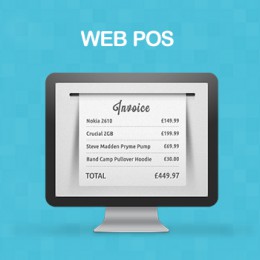 WEB POS
Invoice
Nokia 2610 £149.99
Crucial 2GB £199.99
Steve Madden Pryme Pump £69.99
Band Camp Pullover Hoodie £30.00
TOTAL £449.97